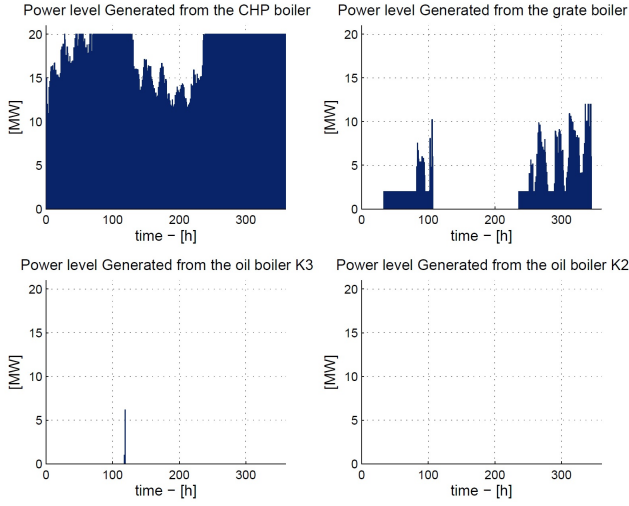 Power level Generated from the CHP boiler
20
15
10
5
0
[MW]
0 100 200 300
time − [h]
Power level Generated from the grate boiler
20
15
10
5
0
[MW]
0 100 200 300
time − [h]
Power level Generated from the oil boiler K3
20
15
10
5
0
[MW]
0 100 200 300
time − [h]
Power level Generated from the oil boiler K2
20
15
10
5
0
[MW]
0 100 200 300
time − [h]